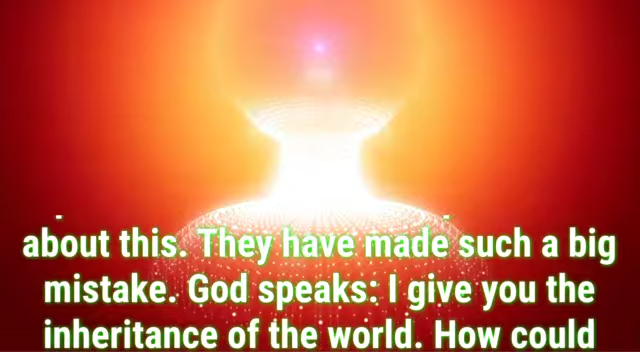 about this. They have made such a big
mistake. God speaks: I give you the
inheritance of the world. How could